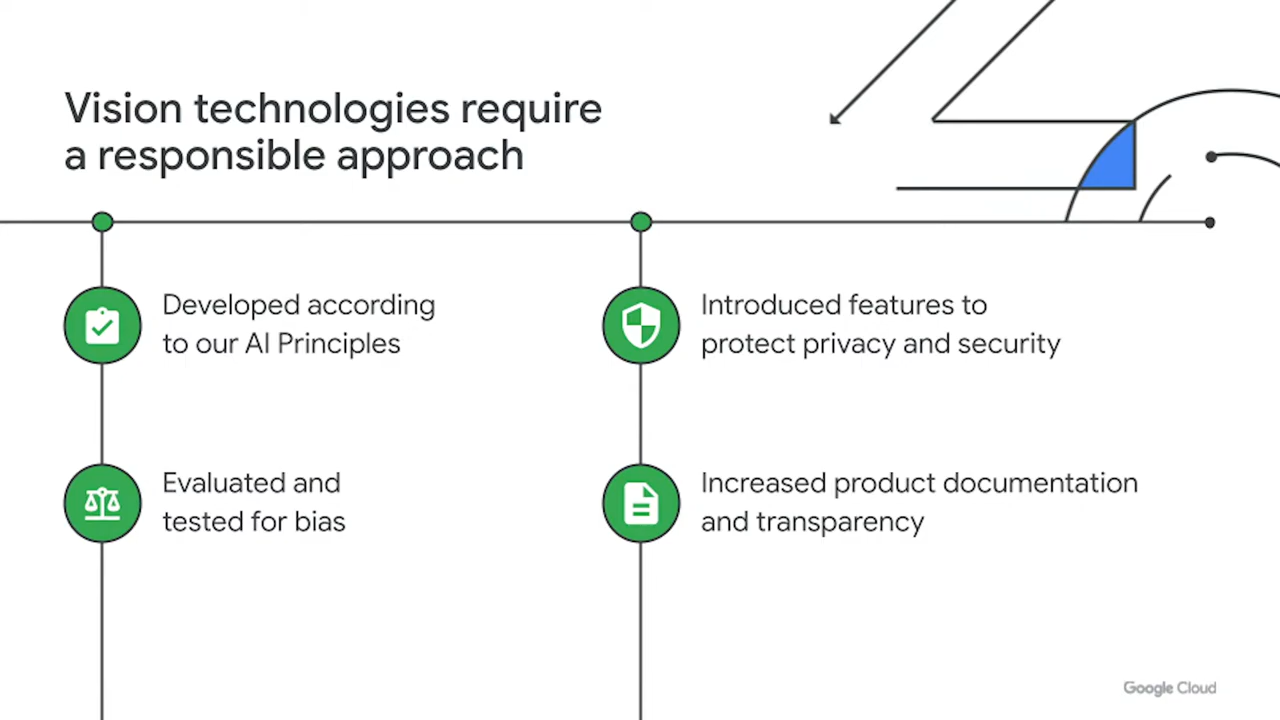 Vision technologies require
a responsible approach
Developed according
to our AI Principles
Evaluated and
tested for bias
Introduced features to
protect privacy and security
Increased product documentation
and transparency
Google Cloud